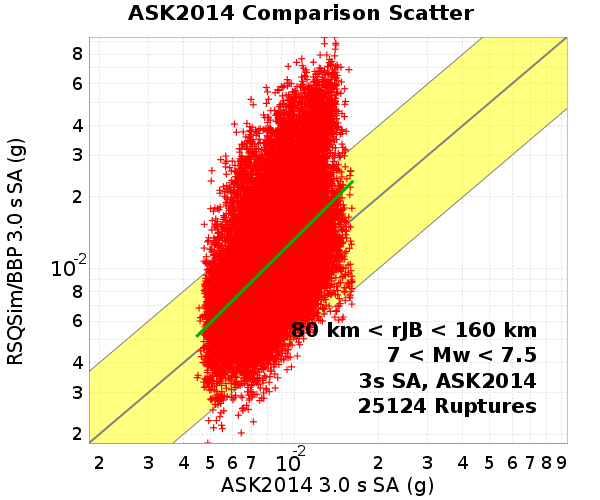 ASK2014 Comparison Scatter
RSQSim/BBP 3.0 s SA (g)
8
6
4
3
2
10-2
8
6
4
3
2
80 km < rJB < 160 km
7 < Mw < 7.5
3s SA, ASK2014
25124 Ruptures
2 3 4 5 6 7 10-2 2 3 4 5 6 7 8 9
ASK2014 3.0 s SA (g)